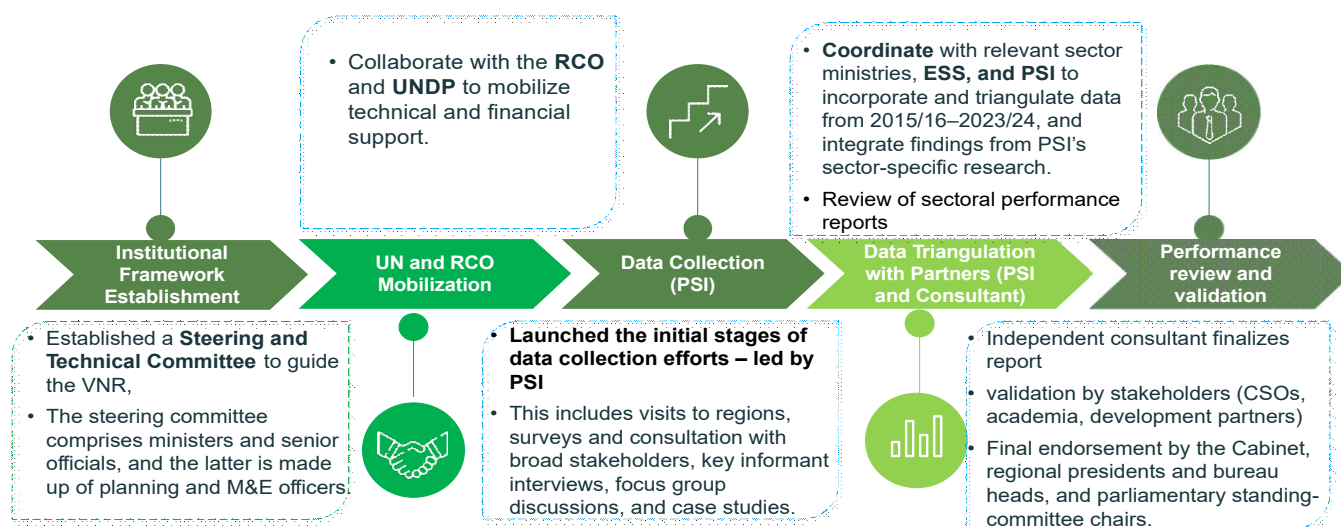 • Collaborate with the RCO
and UNDP to mobilize
technical and financial
support.
• Coordinate with relevant sector
ministries, ESS, and PSI to
incorporate and triangulate data
from 2015/16–2023/24, and
integrate findings from PSI’s
sector-specific research.
• Review of sectoral performance
reports
Institutional
Framework
Establishment
UN and RCO
Mobilization
Data Collection
(PSI)
Data Triangulation
with Partners (PSI
and Consultant)
Performance
review and
validation
• Established a Steering and
Technical Committee to guide
the VNR,
• The steering committee
comprises ministers and senior
officials, and the latter is made
up of planning and M&E officers.
• Launched the initial stages of
data collection efforts – led by
PSI
• This includes visits to regions,
surveys and consultation with
broad stakeholders, key informant
interviews, focus group
discussions, and case studies.
• Independent consultant finalizes
report
• validation by stakeholders (CSOs,
academia, development partners)
• Final endorsement by the Cabinet,
regional presidents and bureau
heads, and parliamentary standing-
committee chairs.